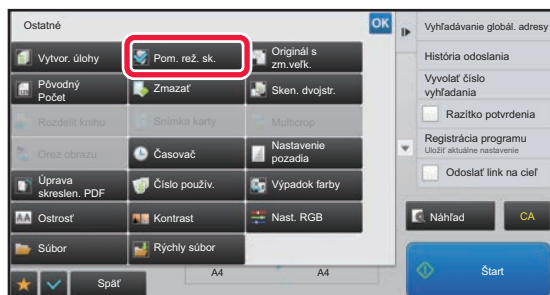 Ostatné
OK
Vytvor. úlohy
Pom. rež. sk.
Originál s
zm.veľk.
Pôvodný
Počet
Zmazať
Sken. dvojstr.
Rozdeliť knihu
Snímka karty
Multicrop
Orez obrazu
Časovač
Nastavenie
pozadia
Úprava
skreslen. PDF
Číslo použív.
Výpadok farby
Ostrosť
Kontrast
Nast. RGB
Súbor
Rýchly súbor
Späť
A4
A4
Vyhľadávanie globál. adresy
História odoslania
Vyvolať číslo
vyhľadania
Razítko potvrdenia
Registrácia programu
Uložiť aktuálne nastavenie
Odoslať link na cieľ
Náhľad
CA
Štart